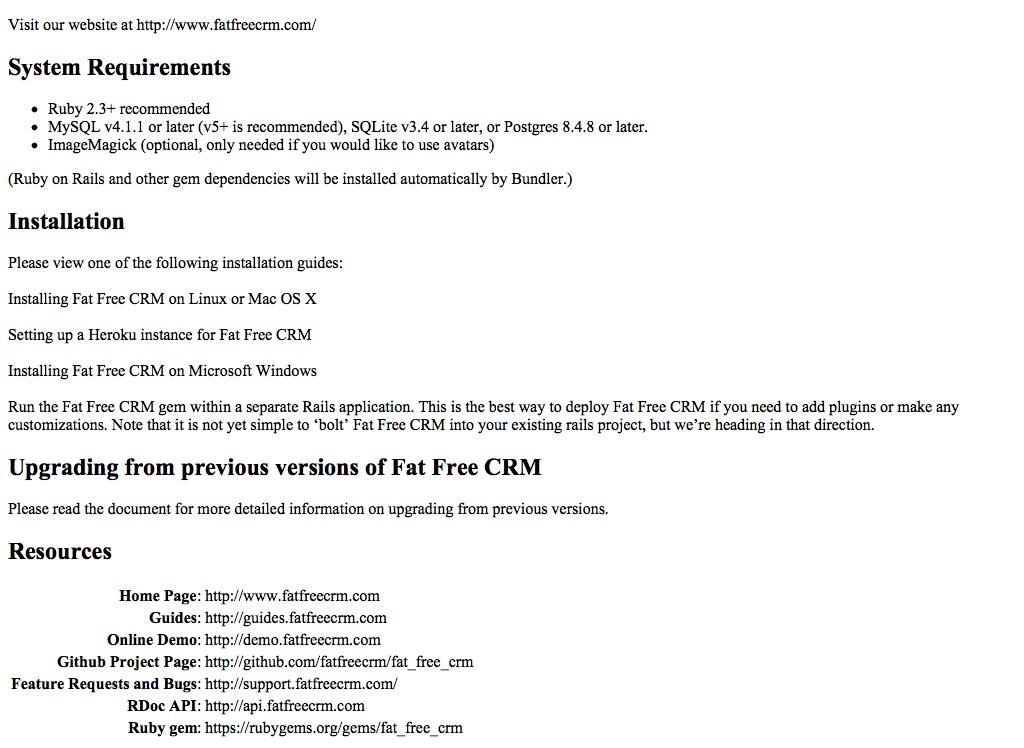 Visit our website at http://www.fatfreecrm.com/
System Requirements
• Ruby 2.3+ recommended
• MySQL v4.1.1 or later (v5+ is recommended), SQLite v3.4 or later, or Postgres 8.4.8 or later.
• ImageMagick (optional, only needed if you would like to use avatars)
(Ruby on Rails and other gem dependencies will be installed automatically by Bundler.)
Installation
Please view one of the following installation guides:
Installing Fat Free CRM on Linux or Mac OS X
Setting up a Heroku instance for Fat Free CRM
Installing Fat Free CRM on Microsoft Windows
Run the Fat Free CRM gem within a separate Rails application. This is the best way to deploy Fat Free CRM if you need to add plugins or make any
customizations. Note that it is not yet simple to ‘bolt’ Fat Free CRM into your existing rails project, but we’re heading in that direction.
Upgrading from previous versions of Fat Free CRM
Please read the document for more detailed information on upgrading from previous versions.
Resources
Home Page: http://www.fatfreecrm.com
Guides: http://guides.fatfreecrm.com
Online Demo: http://demo.fatfreecrm.com
Github Project Page: http://github.com/fatfreecrm/fat_free_crm
Feature Requests and Bugs: http://support.fatfreecrm.com/
RDoc API: http://api.fatfreecrm.com
Ruby gem: https://rubygems.org/gems/fat_free_crm